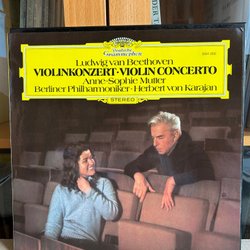 Deutsche
Grammophon
Ludwig van Beethoven
VIOLINKONZERT · VIOLIN CONCERTO
Anne-Sophie Mutter
Berliner Philharmoniker · Herbert von Karajan
STEREO